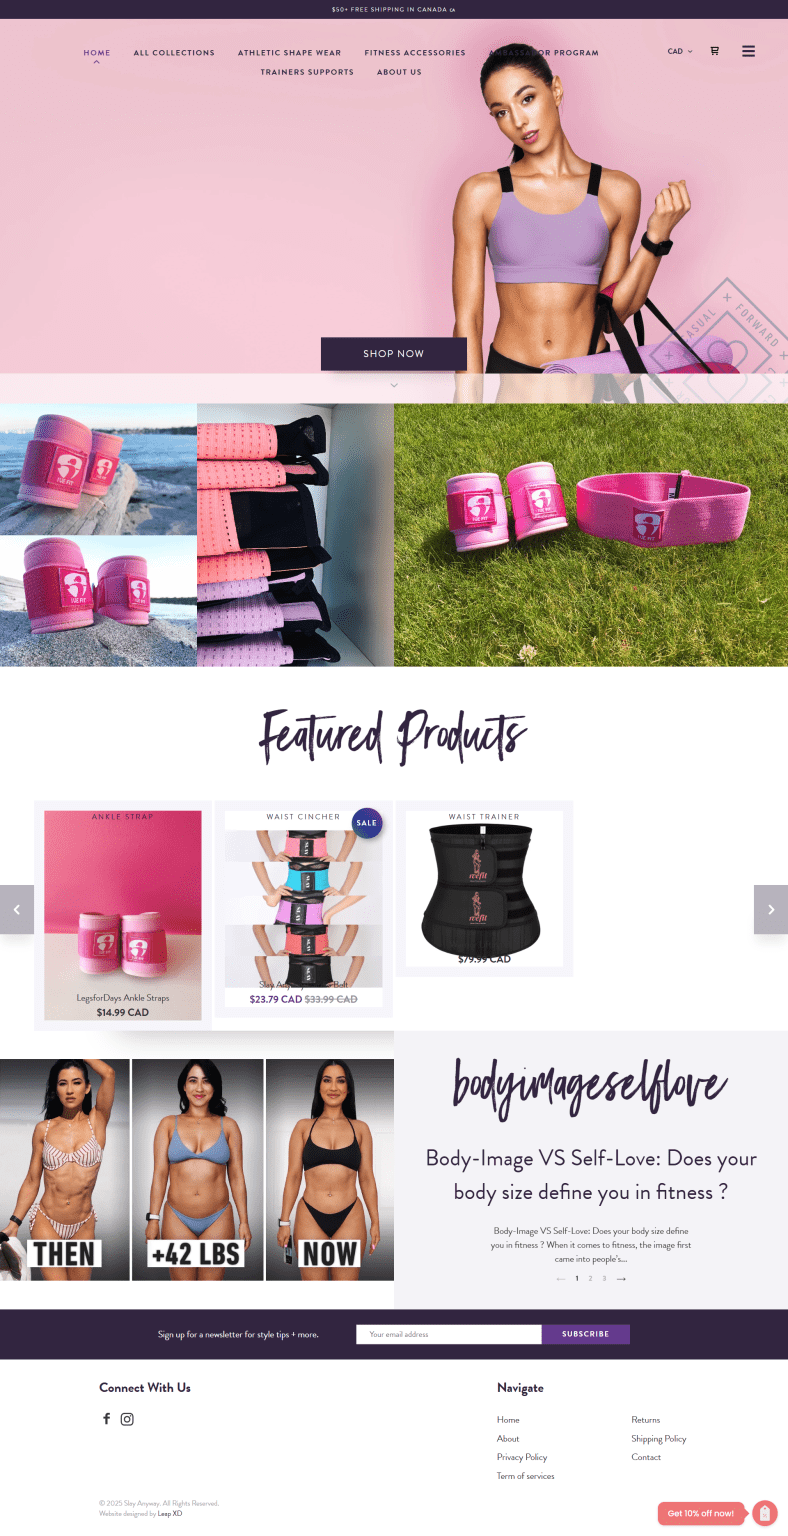 $50+ FREE SHIPPING IN CANADA CA
HOME
ALL COLLECTIONS
ATHLETIC SHAPE WEAR
FITNESS ACCESSORIES
AMBASSADOR PROGRAM
TRAINERS SUPPORTS
ABOUT US
CAD
CASUAL
FORWARD
SHOP NOW
Featured Products
ANKLE STRAP
LegsforDays Ankle Straps
$14.99 CAD
WAIST CINCHER
SALE
SLAY
Slay Belt
$23.79 CAD $33.99 CAD
WAIST TRAINER
$79.99 CAD
THEN
+42 LBS
NOW
bodyimageselflove
Body-Image VS Self-Love: Does your
body size define you in fitness ?
Body-Image VS Self-Love: Does your body size define
you in fitness ? When it comes to fitness, the image first
came into people's...
← 1 2 3 →
Sign up for a newsletter for style tips + more.
Your email address
SUBSCRIBE
Connect With Us
Navigate
Home
About
Privacy Policy
Term of services
Returns
Shipping Policy
Contact
© 2025 Slay Anyway. All Rights Reserved.
Website designed by Leap XD
Get 10% off now!